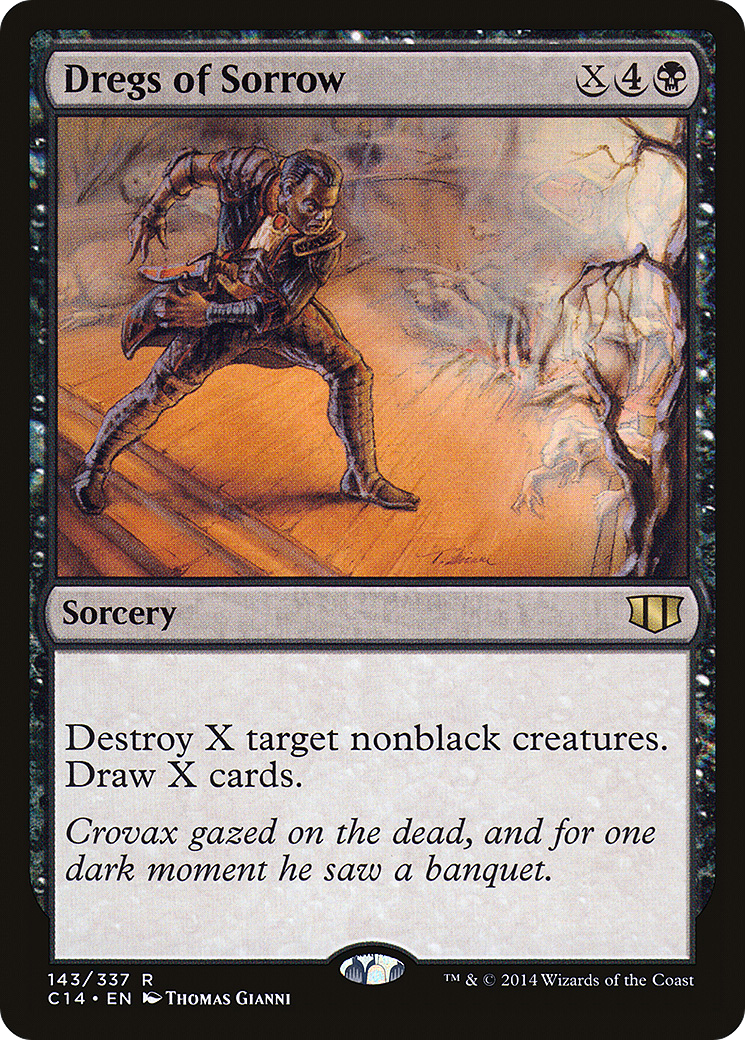 Dregs of Sorrow X4
Sorcery
Destroy X target nonblack creatures.
Draw X cards.
Crovax gazed on the dead, and for one
dark moment he saw a banquet.
143/337 R
™ & © 2014 Wizards of the Coast
C14 • EN Thomas Gianni